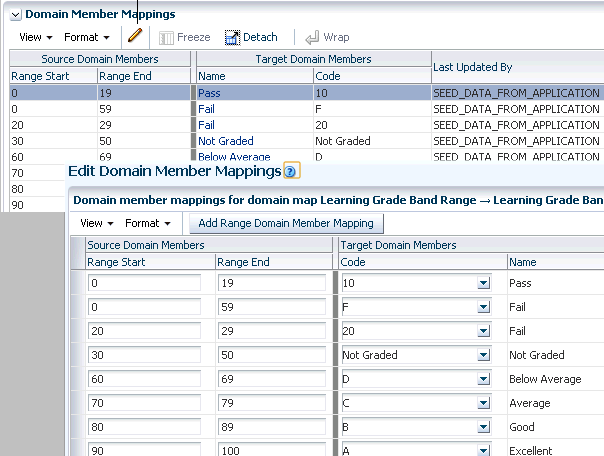 Domain Member Mappings
View Format Freeze Detach Wrap
Source Domain Members Target Domain Members
Range Start Range End Name Code Last Updated By
0 19 Pass 10 SEED_DATA_FROM_APPLICATION
0 59 Fail F SEED_DATA_FROM_APPLICATION
20 29 Fail 20 SEED_DATA_FROM_APPLICATION
30 50 Not Graded Not Graded SEED_DATA_FROM_APPLICATION
60 69 Below Average D SEED_DATA_FROM_APPLICATION
70
80
90
Edit Domain Member Mappings
Domain member mappings for domain map Learning Grade Band Range → Learning Grade Ban
View Format Add Range Domain Member Mapping
Source Domain Members Target Domain Members
Range Start Range End Code Name
0 19 10 Pass
0 59 F Fail
20 29 20 Fail
30 50 Not Graded Not Graded
60 69 D Below Average
70 79 C Average
80 89 B Good
90 100 A Excellent